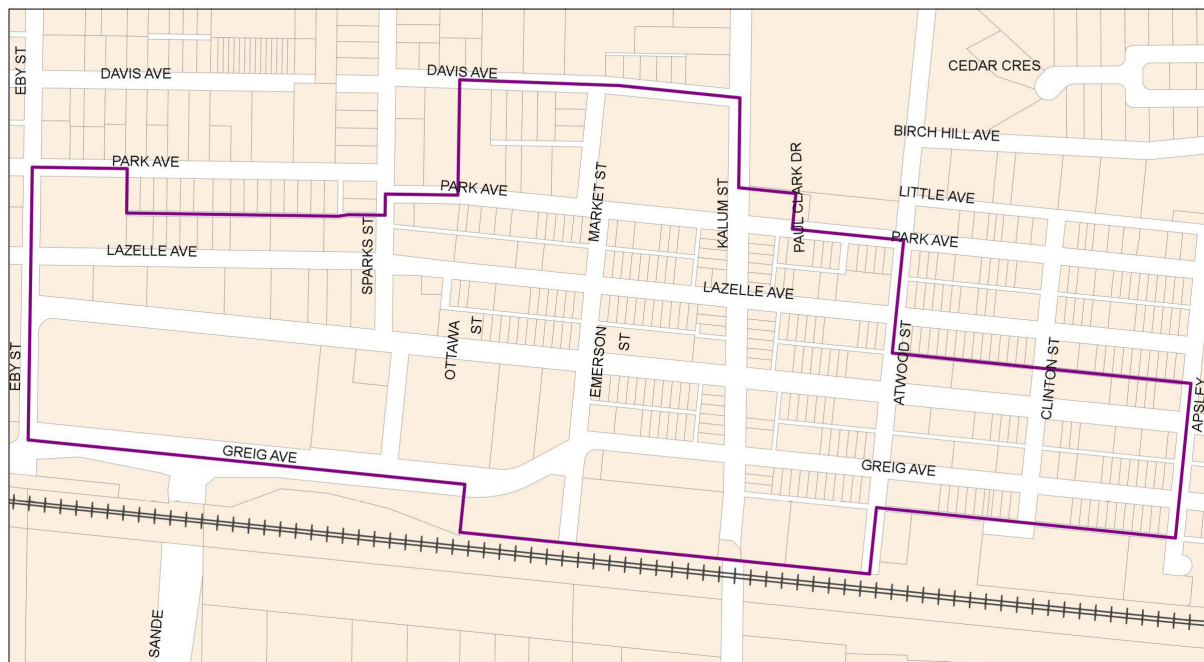 EBY ST
DAVIS AVE
DAVIS AVE
CEDAR CRES
BIRCH HILL AVE
PARK AVE
PARK AVE
MARKET ST
KALUM ST
PAUL CLARK DR
LITTLE AVE
PARK AVE
LAZELLE AVE
SPARKS ST
LAZELLE AVE
EBY ST
OTTAWA
ST
EMERSON
ST
ATWOOD ST
CLINTON ST
APSLEY
GREIG AVE
GREIG AVE
SANDE